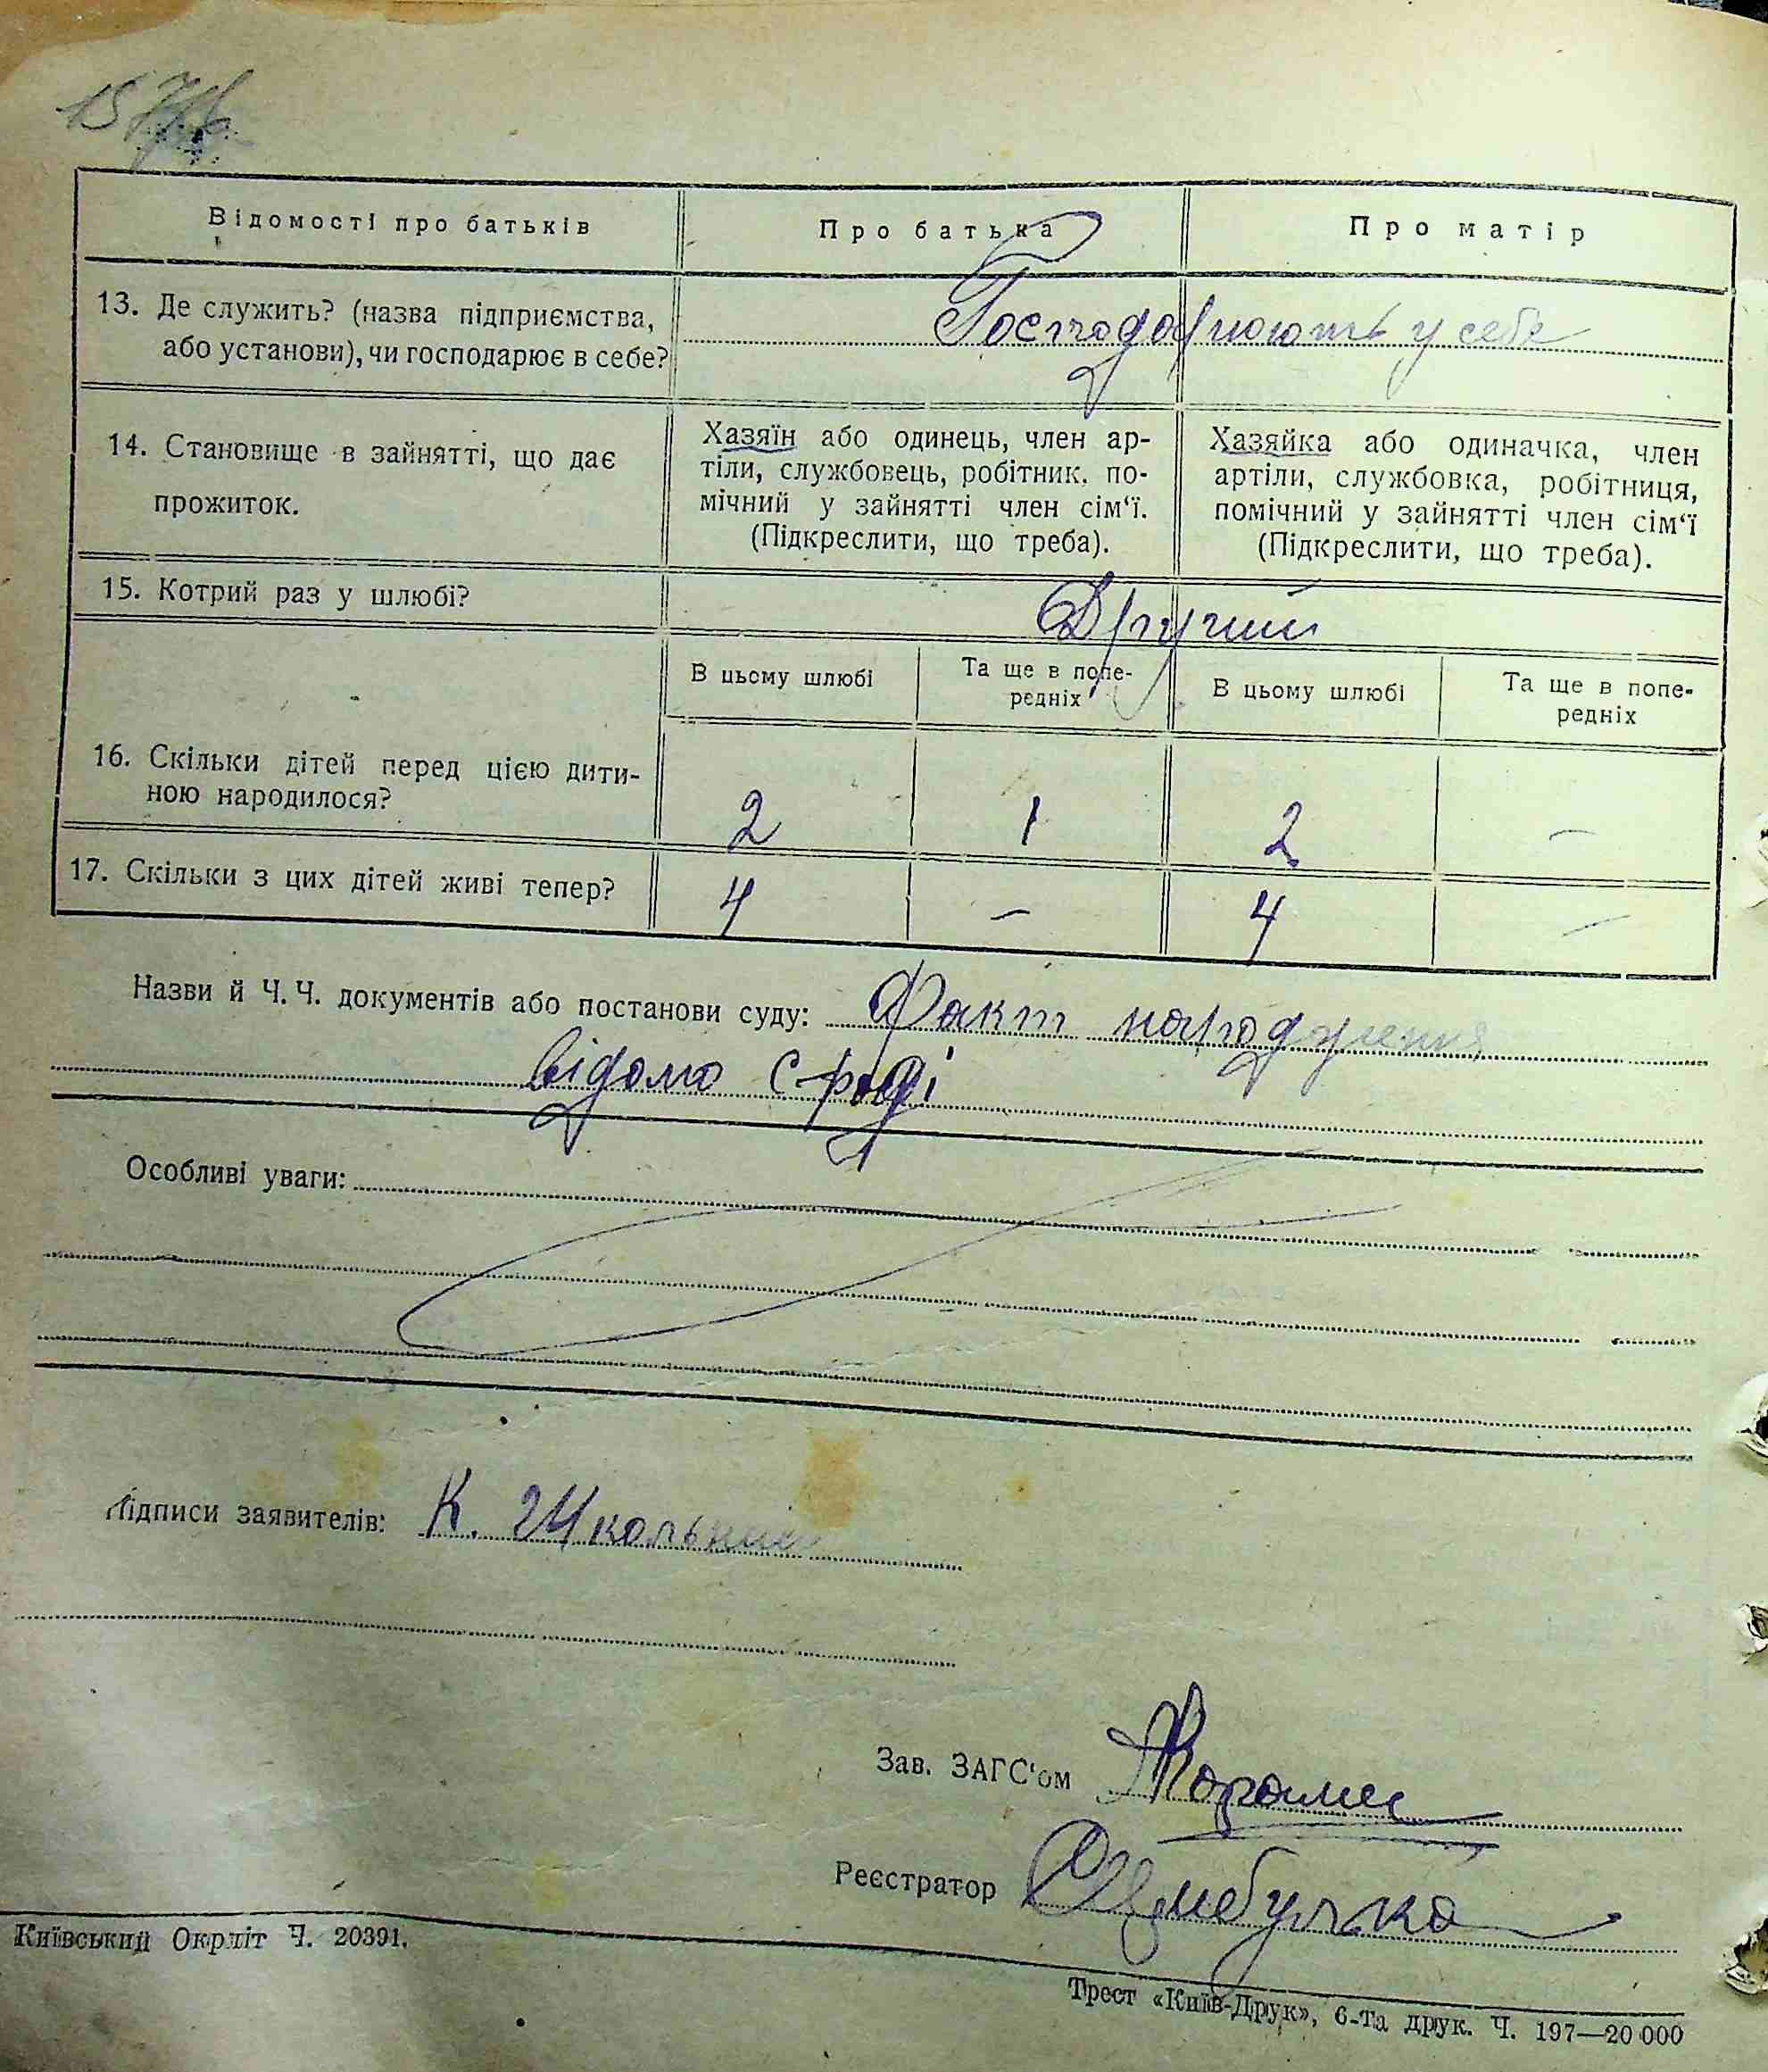 Відомості про батьків
Про батька
Про матір
13. Де служить? (назва підприємства,
або установи), чи господарює в себе?
Господорюють у себе
14. Становище в зайнятті, що дає
прожиток.
Хазяїн або одинець, член ар-
тіли, службовець, робітник. по-
мічний у зайнятті член сім‘ї.
(Підкреслити, що треба).
Хазяйка або одиначка, член
артіли, службовка, робітниця,
помічний у зайнятті член сім‘ї
(Підкреслити, що треба).
15. Котрий раз у шлюбі?
Другий
В цьому шлюбі
Та ще в попе-
редніх
В цьому шлюбі
Та ще в попе-
редніх
16. Скільки дітей перед цією дити-
ною народилося?
2 1 2 –
17. Скільки з цих дітей живі тепер?
4 – 4 –
Назви й Ч. Ч. документів або постанови суду: Факт народження
відомо с-раді
Особливі уваги:
Підписи заявителів: К. Школьник
Зав. ЗАГС‘ом
Реєстратор
Київський Окрліт Ч. 20391.
Трест «Київ-Друк», 6-та друк. Ч. 197—20 000